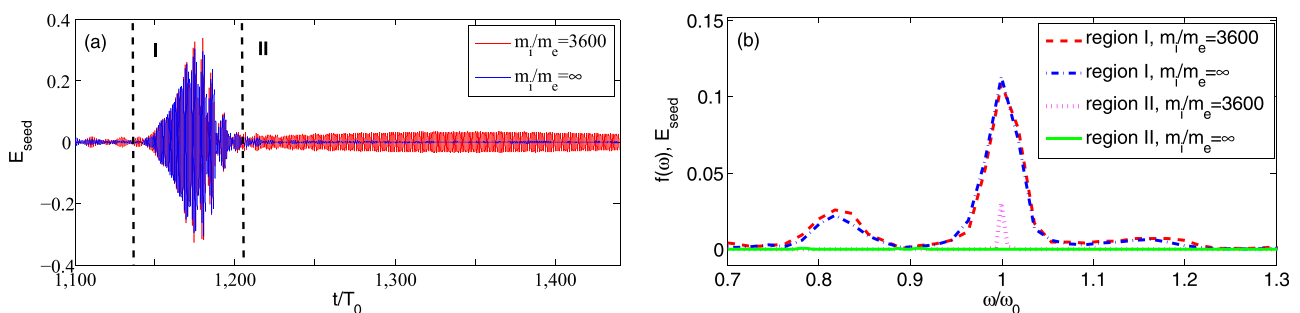 (a)
I
II
m_i/m_e=3600
m_i/m_e=∞
0.4
0.2
0
−0.2
−0.4
E_seed
1,100
1,200
1,300
1,400
t/T_0
(b)
region I, m_i/m_e=3600
region I, m_i/m_e=∞
region II, m_i/m_e=3600
region II, m_i/m_e=∞
0.15
0.1
0.05
0
f(ω), E_seed
0.7
0.8
0.9
1
1.1
1.2
1.3
ω/ω_0